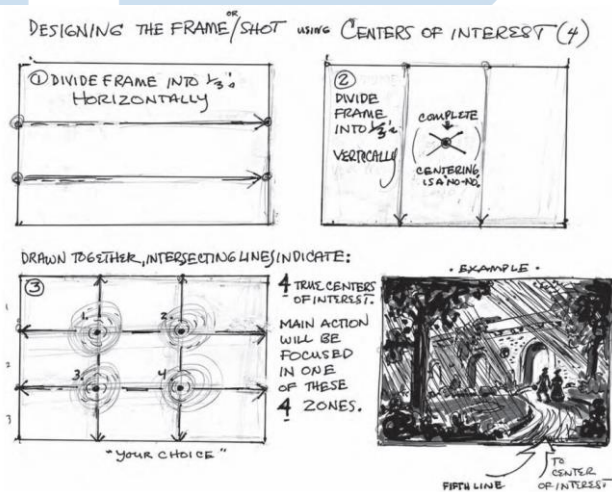 DESIGNING THE FRAME/OR SHOT USING CENTERS OF INTEREST (4)
① DIVIDE FRAME INTO 1/3's
HORIZONTALLY
②
DIVIDE
FRAME
INTO 1/3's
VERTICALLY
COMPLETE
CENTERING
IS A "NO-NO."
DRAWN TOGETHER, INTERSECTING LINES INDICATE:
③
1
2
3
1.
2.
3.
4
"YOUR CHOICE"
4 TRUE CENTERS
OF INTEREST.
MAIN ACTION
WILL BE
FOCUSED
IN ONE
OF THESE
4 ZONES.
· EXAMPLE ·
FIFTH LINE
TO
CENTER
OF INTEREST